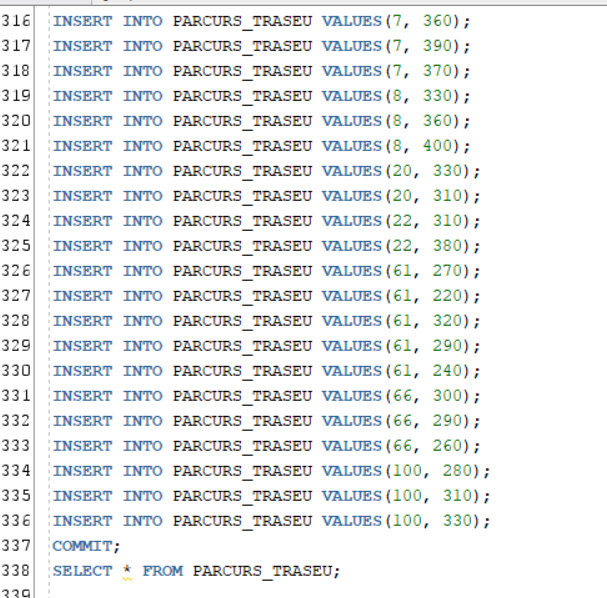 316 INSERT INTO PARCURS_TRASEU VALUES(7, 360);
317 INSERT INTO PARCURS_TRASEU VALUES(7, 390);
318 INSERT INTO PARCURS_TRASEU VALUES(7, 370);
319 INSERT INTO PARCURS_TRASEU VALUES(8, 330);
320 INSERT INTO PARCURS_TRASEU VALUES(8, 360);
321 INSERT INTO PARCURS_TRASEU VALUES(8, 400);
322 INSERT INTO PARCURS_TRASEU VALUES(20, 330);
323 INSERT INTO PARCURS_TRASEU VALUES(20, 310);
324 INSERT INTO PARCURS_TRASEU VALUES(22, 310);
325 INSERT INTO PARCURS_TRASEU VALUES(22, 380);
326 INSERT INTO PARCURS_TRASEU VALUES(61, 270);
327 INSERT INTO PARCURS_TRASEU VALUES(61, 220);
328 INSERT INTO PARCURS_TRASEU VALUES(61, 320);
329 INSERT INTO PARCURS_TRASEU VALUES(61, 290);
330 INSERT INTO PARCURS_TRASEU VALUES(61, 240);
331 INSERT INTO PARCURS_TRASEU VALUES(66, 300);
332 INSERT INTO PARCURS_TRASEU VALUES(66, 290);
333 INSERT INTO PARCURS_TRASEU VALUES(66, 260);
334 INSERT INTO PARCURS_TRASEU VALUES(100, 280);
335 INSERT INTO PARCURS_TRASEU VALUES(100, 310);
336 INSERT INTO PARCURS_TRASEU VALUES(100, 330);
337 COMMIT;
338 SELECT * FROM PARCURS_TRASEU;
339